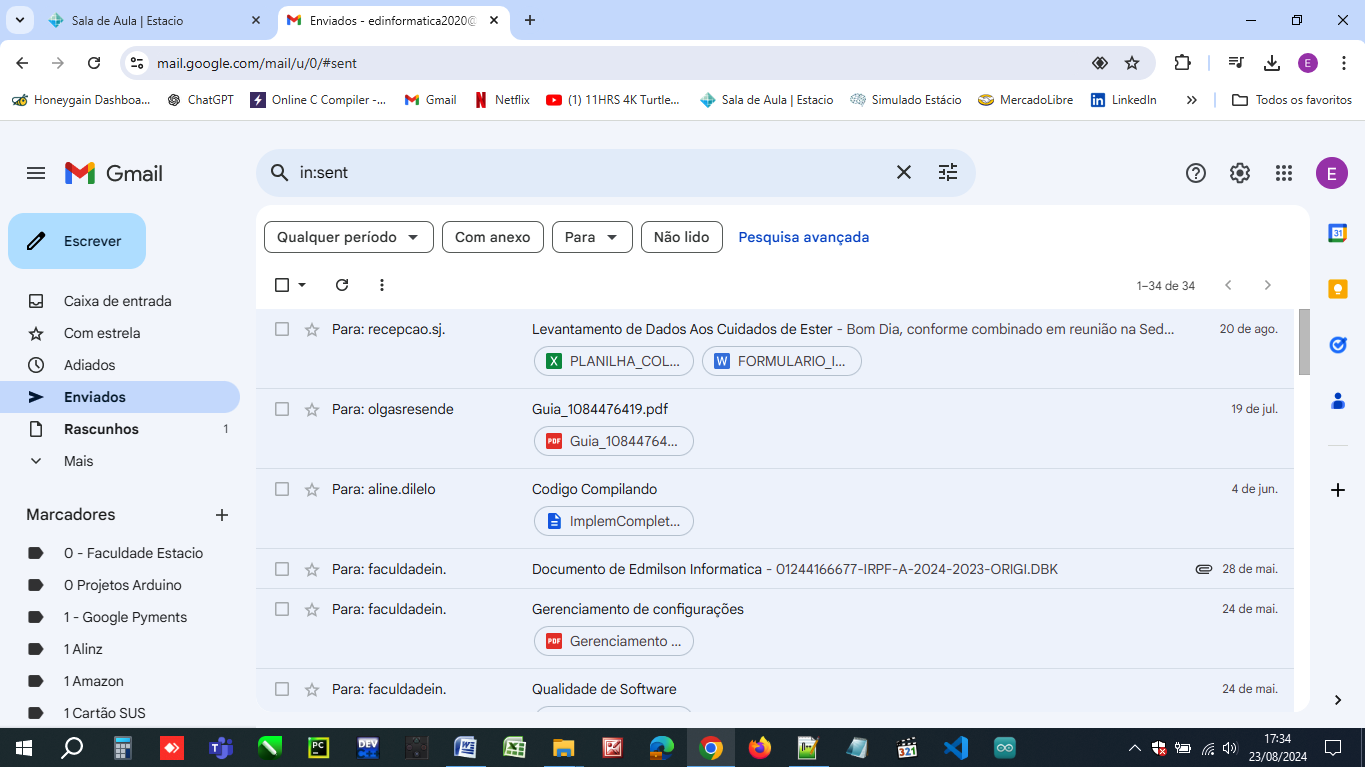 Sala de Aula | Estacio
Enviados - edinformatica2020@
mail.google.com/mail/u/0/#sent
E
Honeygain Dashboa...
ChatGPT
Online C Compiler -...
Gmail
Netflix
(1) 11HRS 4K Turtle...
Sala de Aula | Estacio
Simulado Estácio
MercadoLibre
LinkedIn
Todos os favoritos
Gmail
in:sent
E
Escrever
Qualquer período
Com anexo
Para
Não lido
Pesquisa avançada
1–34 de 34
Caixa de entrada
Com estrela
Adiados
Enviados
Rascunhos 1
Mais
Marcadores
0 - Faculdade Estacio
0 Projetos Arduino
1 - Google Pyments
1 Alinz
1 Amazon
1 Cartão SUS
Para: recepcao.sj. Levantamento de Dados Aos Cuidados de Ester - Bom Dia, conforme combinado em reunião na Sed... 20 de ago.
PLANILHA_COL... FORMULARIO_I...
Para: olgasresende Guia_1084476419.pdf 19 de jul.
PDF Guia_10844764...
Para: aline.dilelo Codigo Compilando 4 de jun.
ImplemComplet...
Para: faculdadein. Documento de Edmilson Informatica - 01244166677-IRPF-A-2024-2023-ORIGI.DBK 28 de mai.
Para: faculdadein. Gerenciamento de configurações 24 de mai.
PDF Gerenciamento ...
Para: faculdadein. Qualidade de Software 24 de mai.
31
PC
DEV
321
17:34
23/08/2024